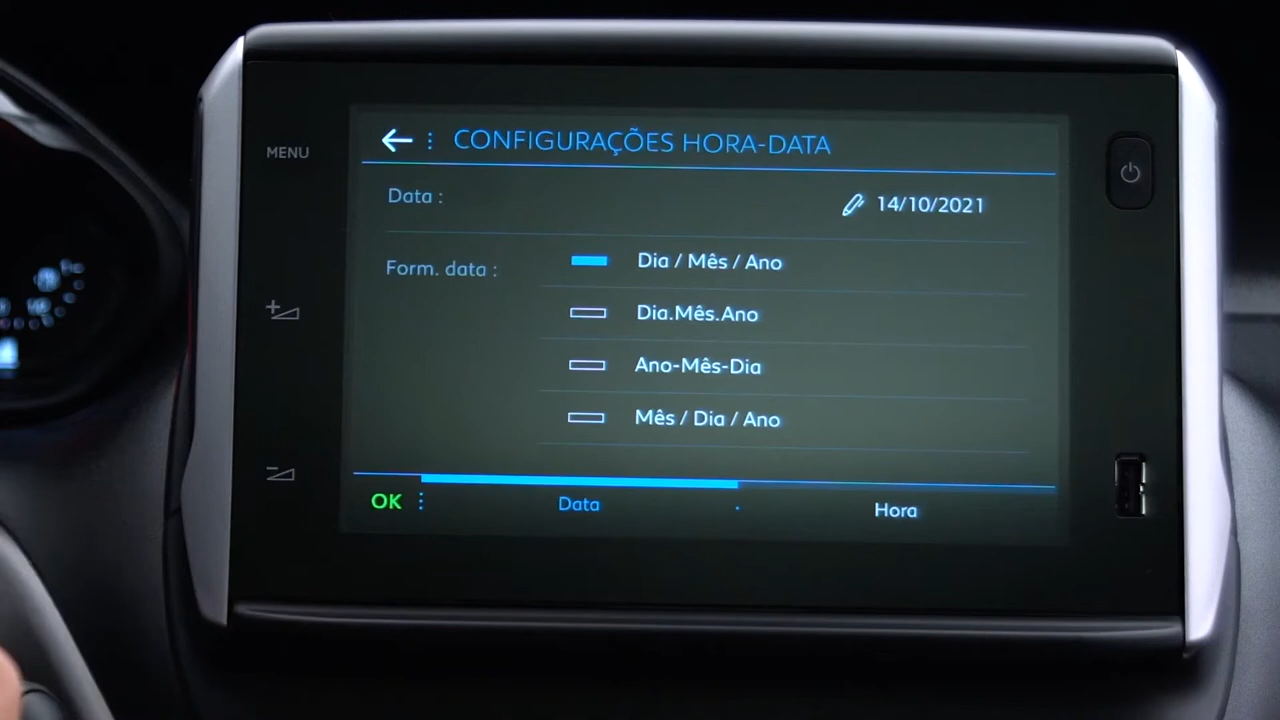 MENU
CONFIGURAÇÕES HORA-DATA
Data :
14/10/2021
Form. data :
Dia / Mês / Ano
Dia.Mês.Ano
Ano-Mês-Dia
Mês / Dia / Ano
OK
Data
Hora